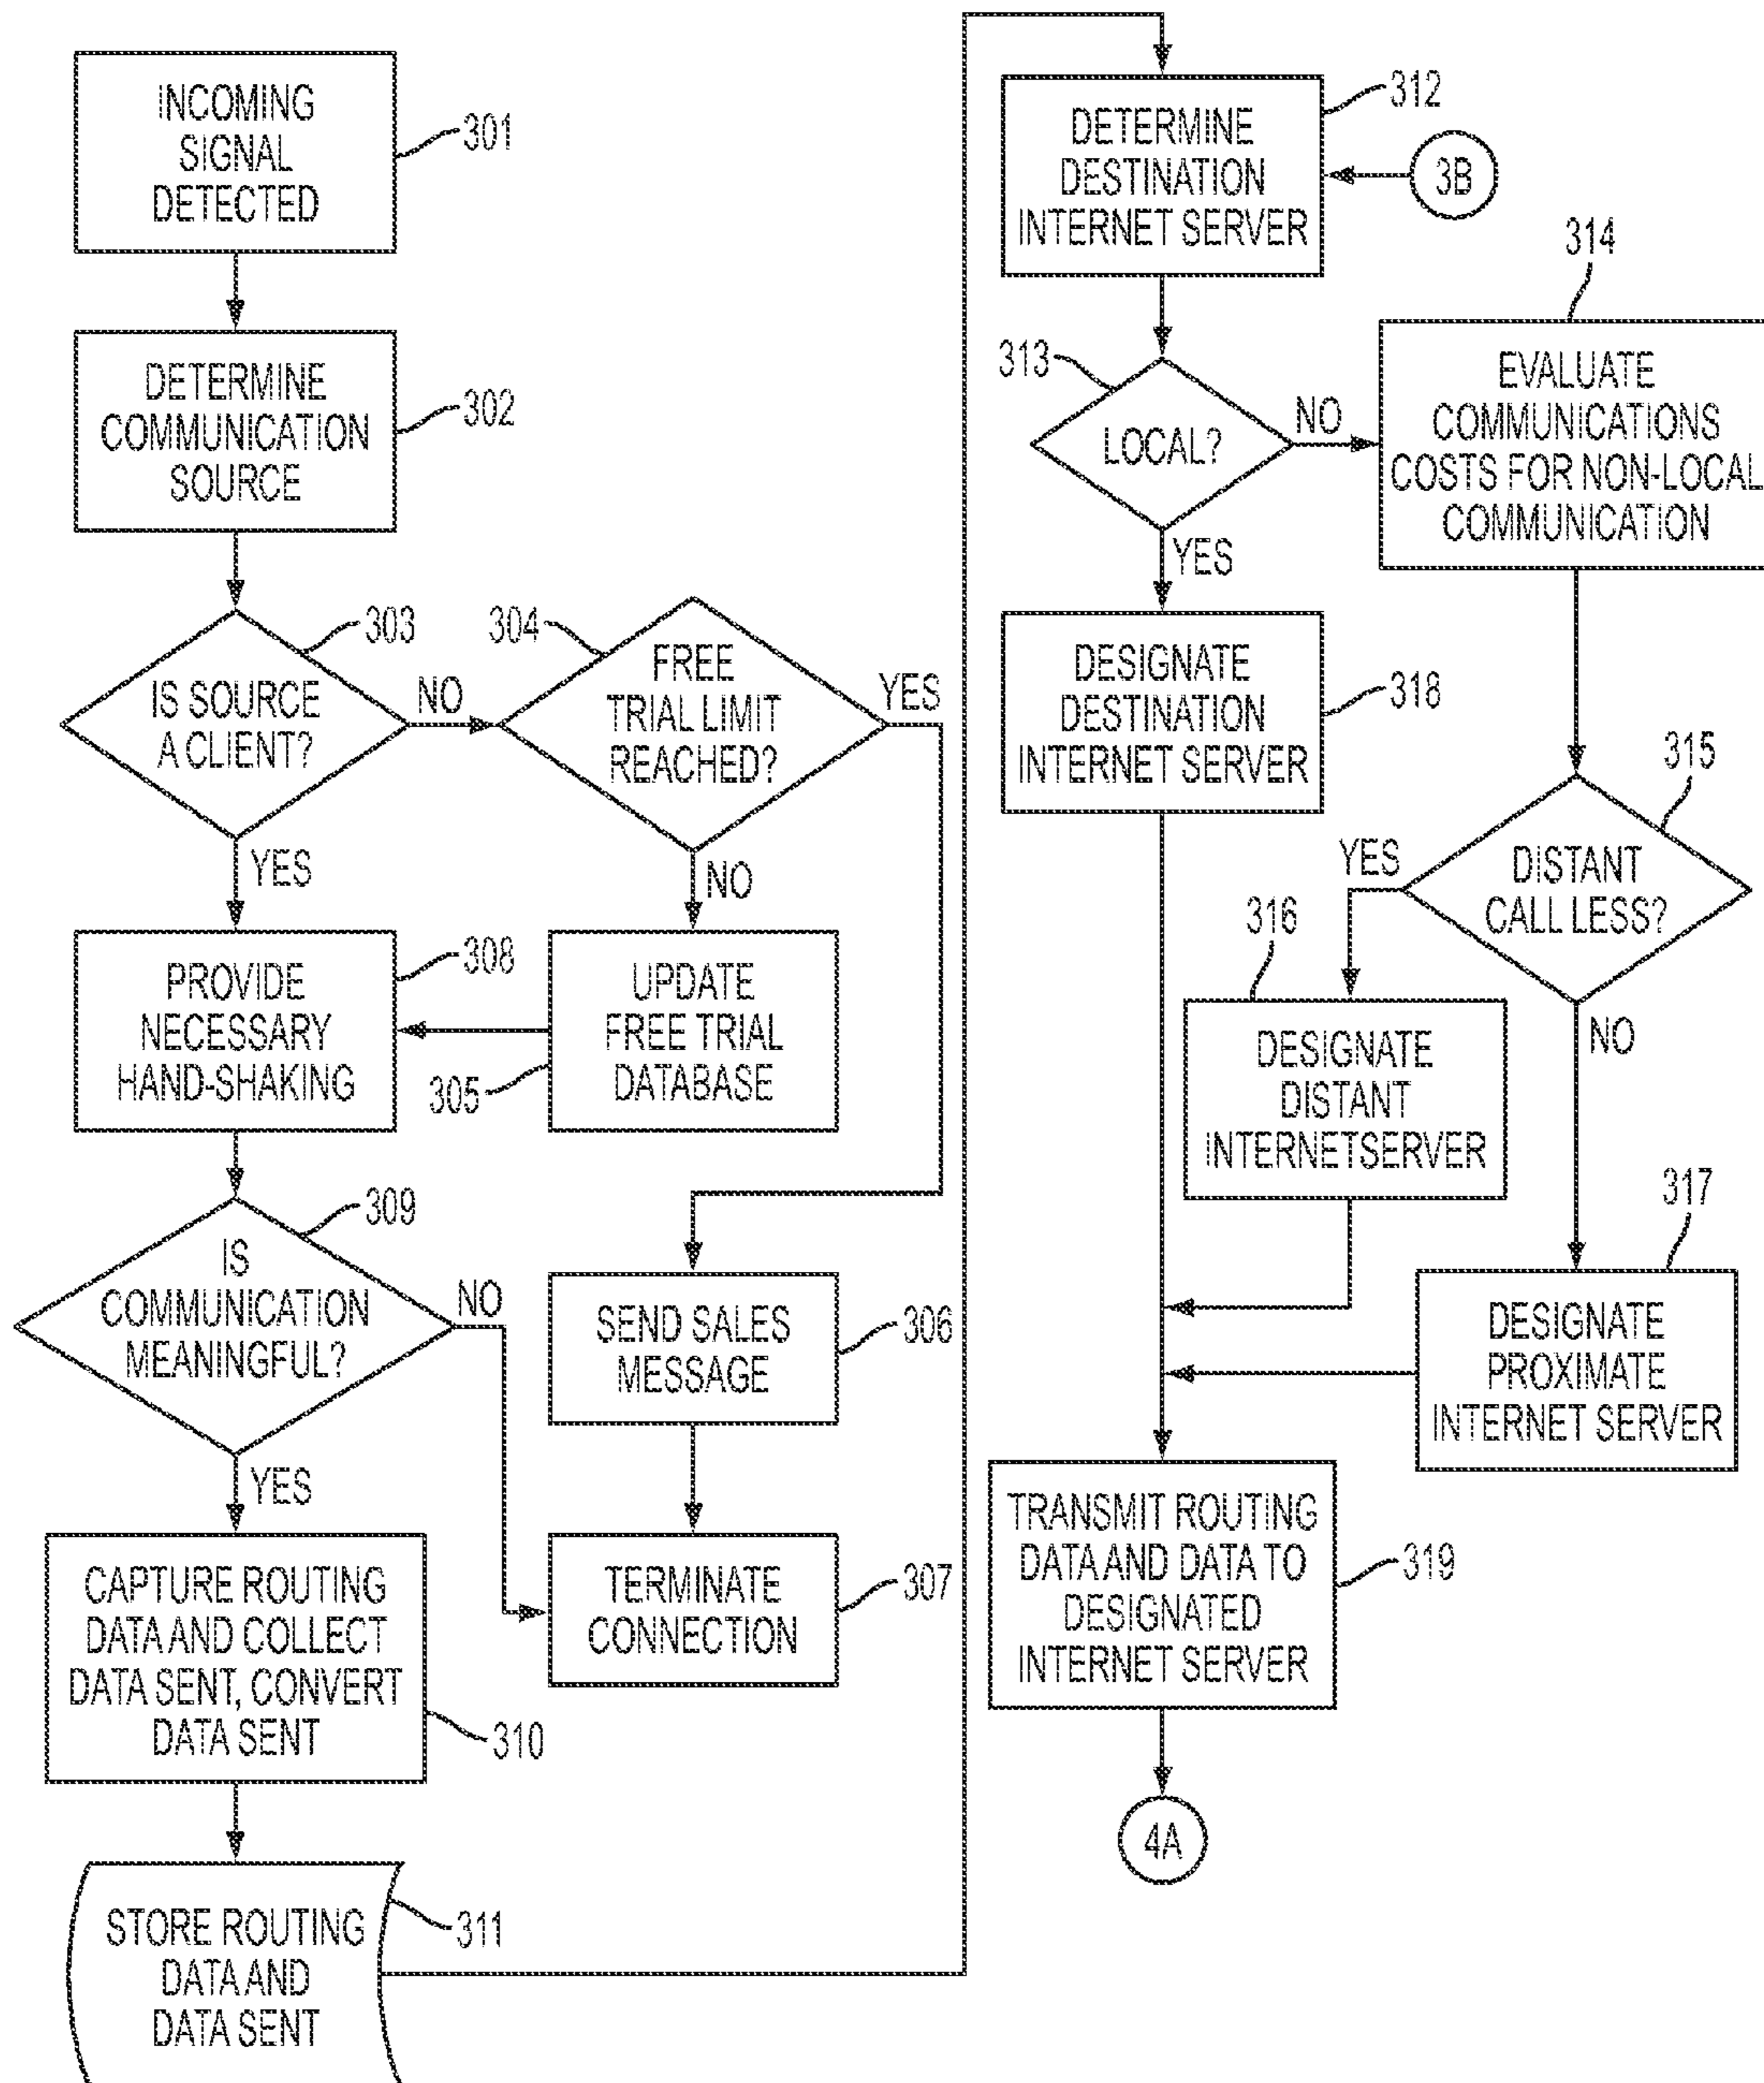 INCOMING
SIGNAL
DETECTED
301
DETERMINE
COMMUNICATION
SOURCE
302
303
IS SOURCE
A CLIENT?
NO
YES
304
FREE
TRIAL LIMIT
REACHED?
YES
NO
308
PROVIDE
NECESSARY
HAND-SHAKING
UPDATE
FREE TRIAL
DATABASE
305
309
IS
COMMUNICATION
MEANINGFUL?
NO
YES
SEND SALES
MESSAGE
306
TERMINATE
CONNECTION
307
CAPTURE ROUTING
DATA AND COLLECT
DATA SENT, CONVERT
DATA SENT
310
STORE ROUTING
DATA AND
DATA SENT
311
DETERMINE
DESTINATION
INTERNET SERVER
312
3B
313
LOCAL?
NO
YES
314
EVALUATE
COMMUNICATIONS
COSTS FOR NON-LOCAL
COMMUNICATION
DESIGNATE
DESTINATION
INTERNET SERVER
318
315
DISTANT
CALL LESS?
YES
NO
316
DESIGNATE
DISTANT
INTERNETSERVER
317
DESIGNATE
PROXIMATE
INTERNET SERVER
TRANSMIT ROUTING
DATA AND DATA TO
DESIGNATED
INTERNET SERVER
319
4A